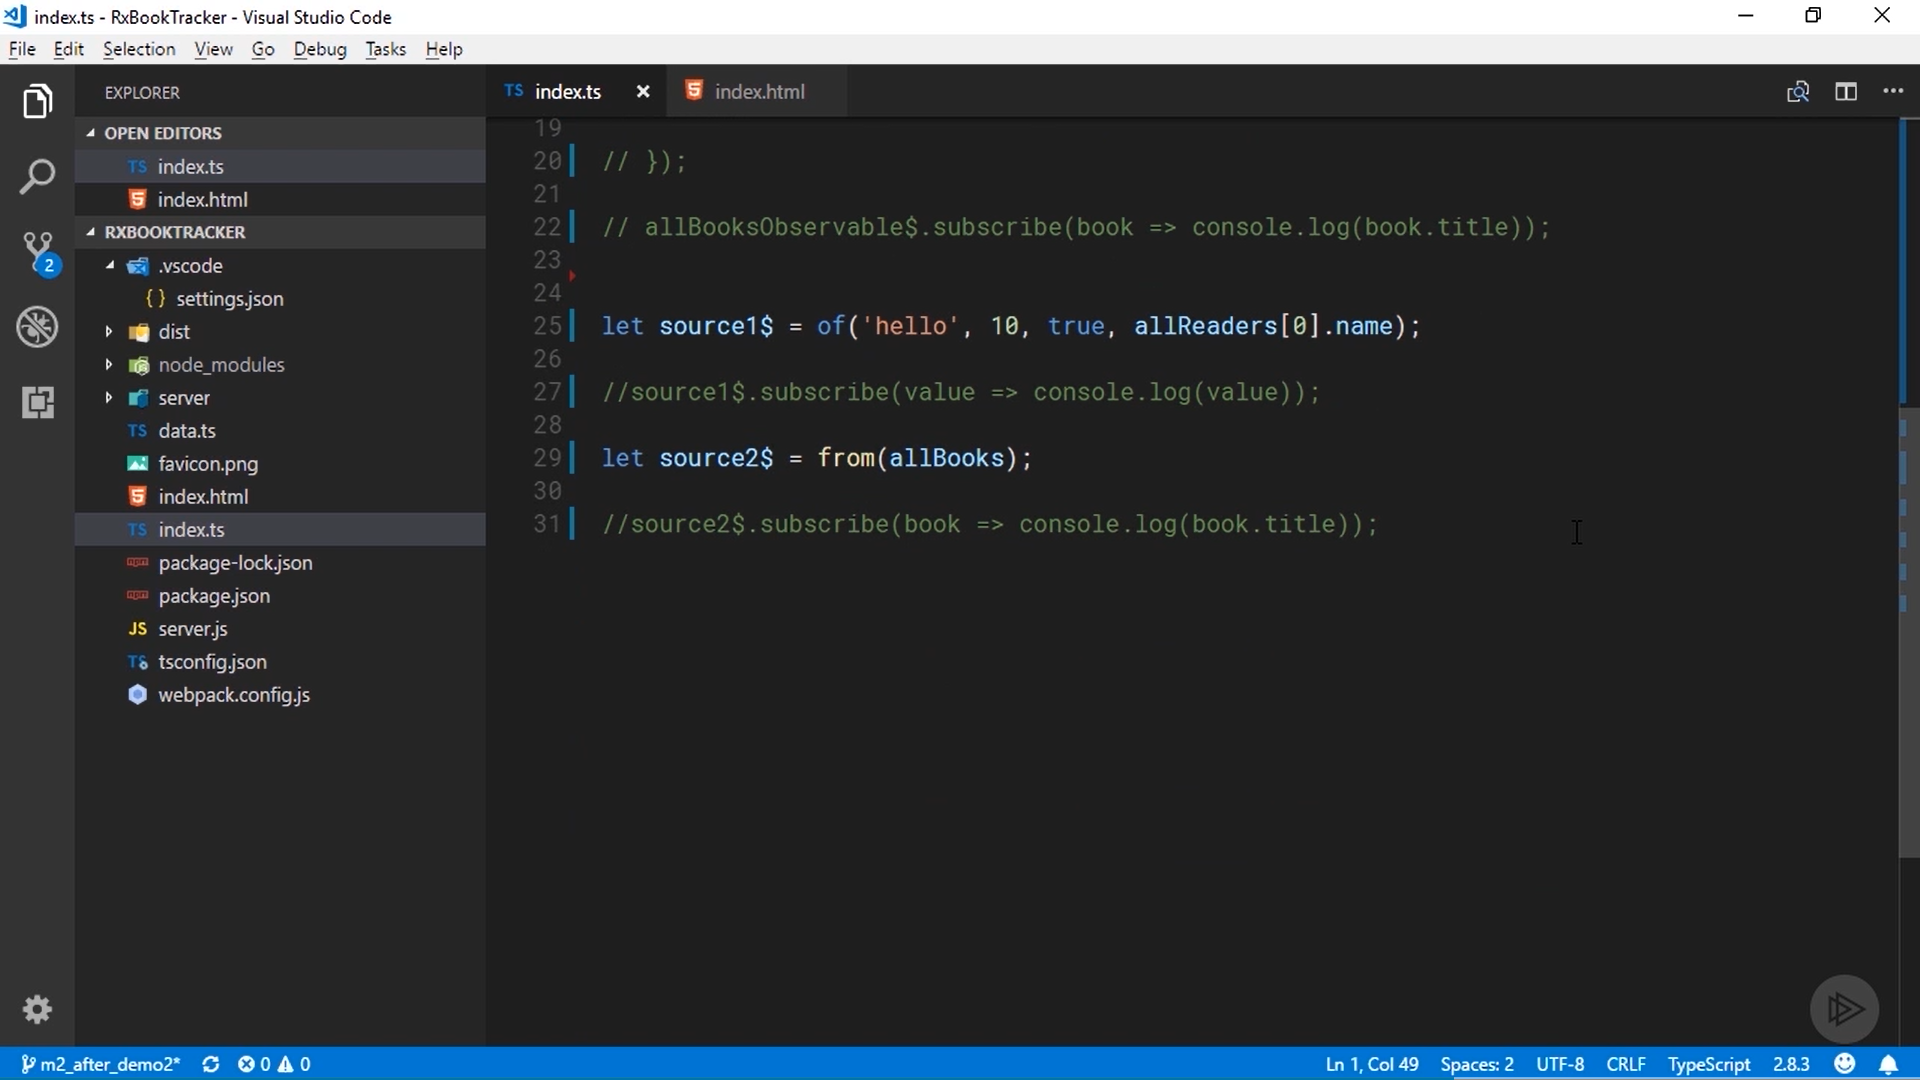 index.ts - RxBookTracker - Visual Studio Code
File Edit Selection View Go Debug Tasks Help
EXPLORER
OPEN EDITORS
TS index.ts
index.html
RXBOOKTRACKER
.vscode
{ } settings.json
dist
node_modules
server
TS data.ts
favicon.png
index.html
TS index.ts
package-lock.json
package.json
JS server.js
TS tsconfig.json
webpack.config.js
2
TS index.ts
index.html
19
20 // });
21
22 // allBooksObservable$.subscribe(book => console.log(book.title));
23
24
25 let source1$ = of('hello', 10, true, allReaders[0].name);
26
27 //source1$.subscribe(value => console.log(value));
28
29 let source2$ = from(allBooks);
30
31 //source2$.subscribe(book => console.log(book.title));
m2_after_demo2* 0 0 Ln 1, Col 49 Spaces: 2 UTF-8 CRLF TypeScript 2.8.3